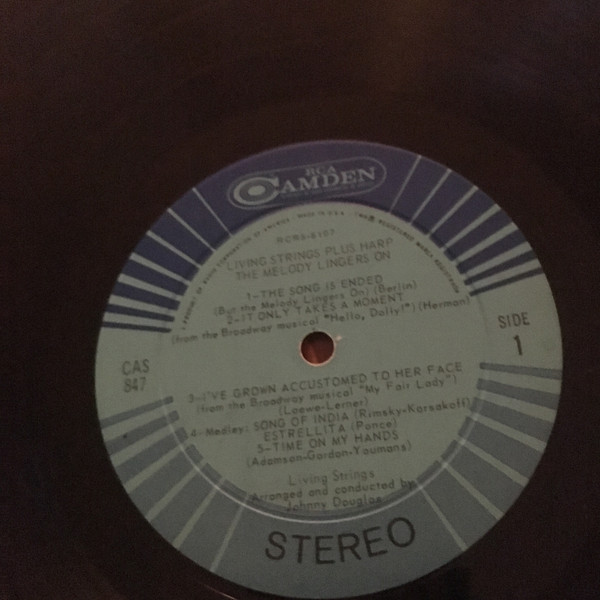 RCA
CAMDEN
LIVING STRINGS PLUS HARP
THE MELODY LINGERS ON
1-THE SONG IS ENDED
(But the Melody Lingers On) (Berlin)
2-IT ONLY TAKES A MOMENT
(from the Broadway musical "Hello, Dolly!") (Herman)
SIDE
1
CAS
847
3-I'VE GROWN ACCUSTOMED TO HER FACE
(from the Broadway musical "My Fair Lady")
(Loewe-Lerner)
4-Medley: SONG OF INDIA (Rimsky-Korsakoff)
ESTRELLITA (Ponce)
5-TIME ON MY HANDS
(Adamson-Gordon-Youmans)
Living Strings
Arranged and conducted by
Johnny Douglas
STEREO